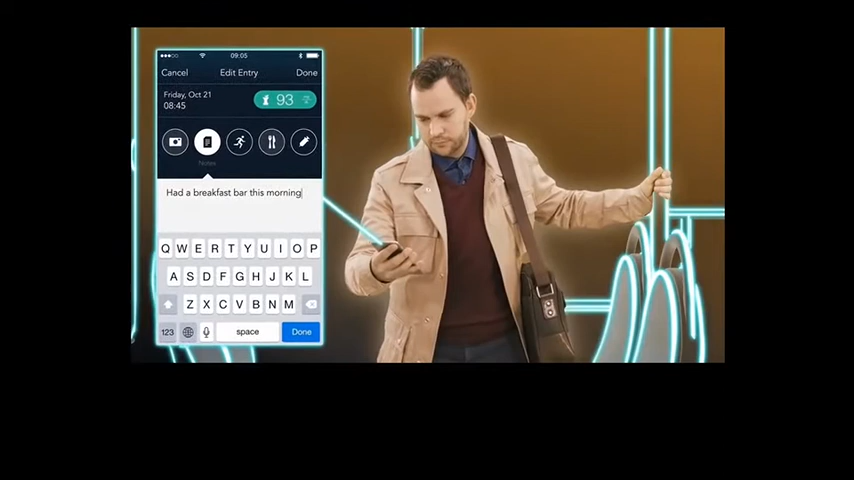 09:05
Cancel Edit Entry Done
Friday, Oct 21
08:45
93
Notes
Had a breakfast bar this morning
Q W E R T Y U I O P
A S D F G H J K L
Z X C V B N M
123 space Done